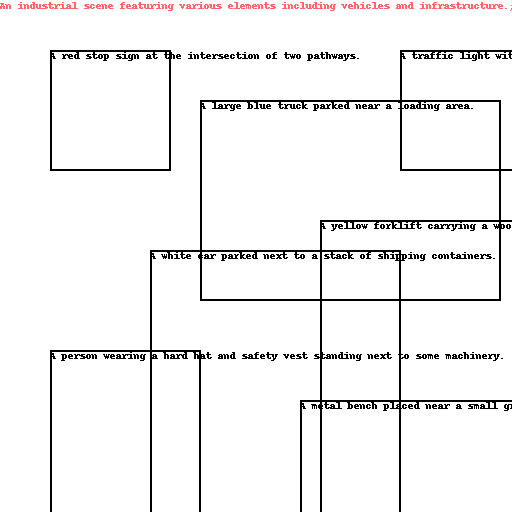 An industrial scene featuring various elements including vehicles and infrastructure.
A red stop sign at the intersection of two pathways.
A traffic light
A large blue truck parked near a loading area.
A yellow forklift carrying a
A white car parked next to a stack of shipping containers.
A person wearing a hard hat and safety vest standing next to some machinery.
A metal bench placed near a small